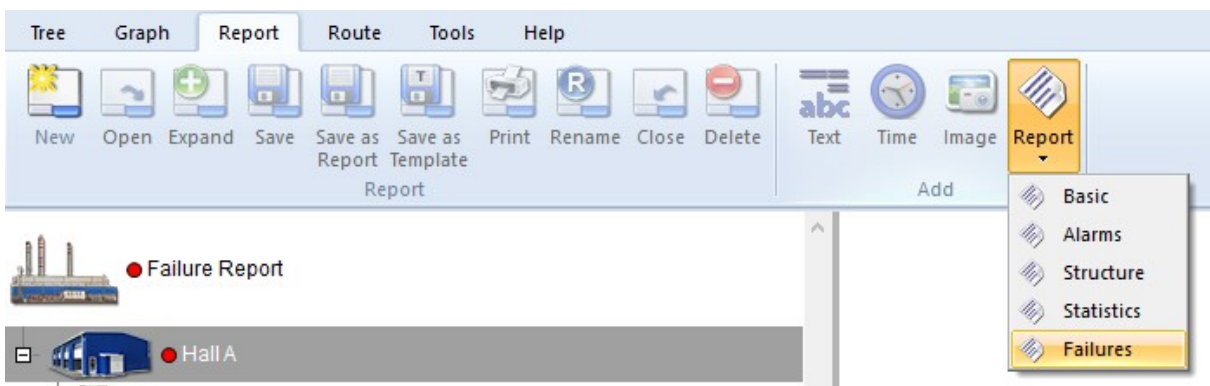 Tree Graph Report Route Tools Help
New Open Expand Save Save as Report Save as Template Print Rename Close Delete Text Time Image Report
Report Add
Basic
Alarms
Structure
Statistics
Failures
Failure Report
Hall A